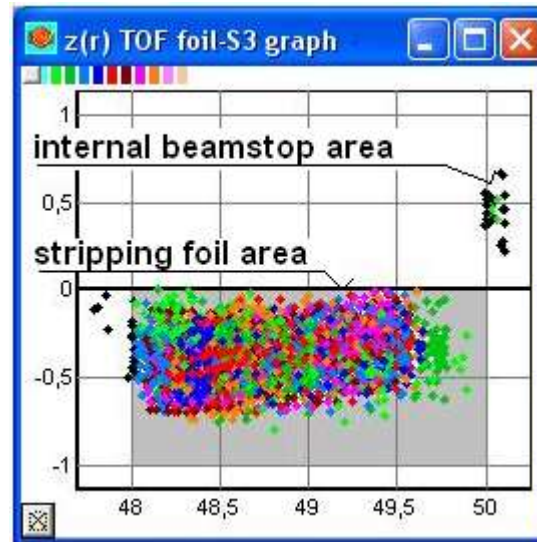 z(r) TOF foil-S3 graph
1
internal beamstop area
0,5
stripping foil area
0
-0,5
-1
48 48,5 49 49,5 50